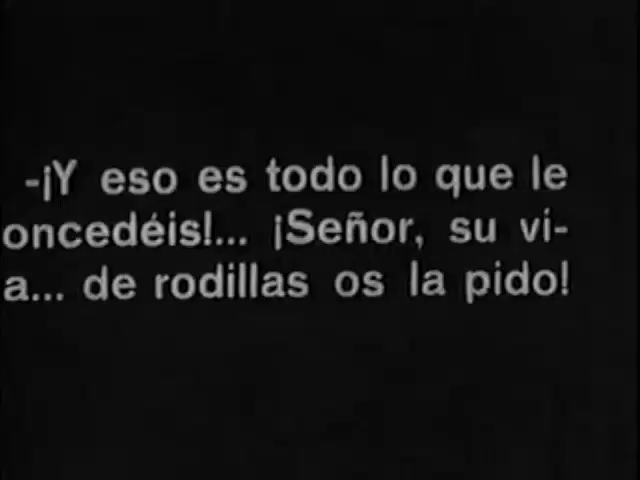 -¡Y eso es todo lo que le
oncedéis!... ¡Señor, su vi-
a... de rodillas os la pido!